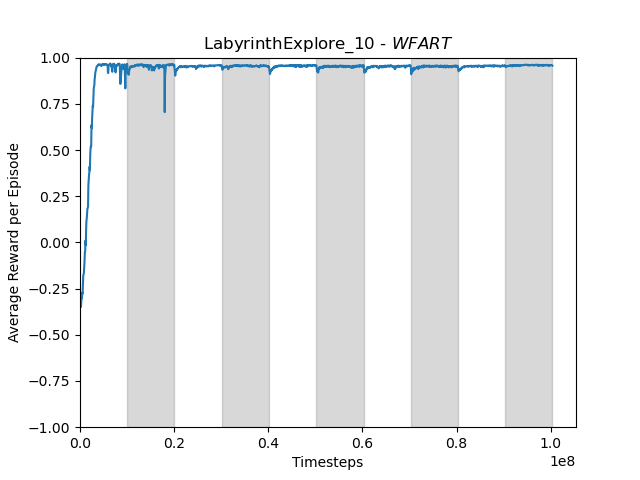 LabyrinthExplore_10 - WFART
1.00
0.75
0.50
0.25
0.00
−0.25
−0.50
−0.75
−1.00
Average Reward per Episode
0.0 0.2 0.4 0.6 0.8 1.0
1e8
Timesteps